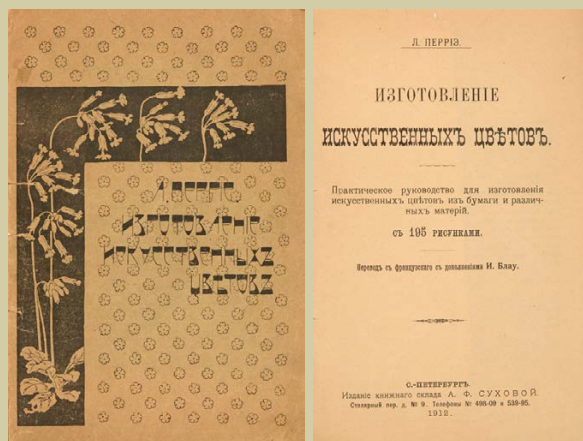 Л. ПЕРРІЭ
ИЗГОТОВЛЕНІЕ
ИСКУССТВЕННЫХЪ
ЦВЕТОВЪ
Л. ПЕРРІЭ.
ИЗГОТОВЛЕНІЕ
ИСКУССТВЕННЫХЪ ЦВѢТОВЪ.
Практическое руководство для изготовленія
искусственныхъ цвѣтовъ изъ бумаги и различ-
ныхъ матерій.
съ 195 рисунками.
Переводъ съ французскаго съ дополненіями И. Блау.
С.-ПЕТЕРБУРГЪ.
Изданіе книжнаго склада А. Ф. СУХОВОЙ.
Столярный пер. д. № 9. Телефоны № 498-09 и 539-95.
1912.